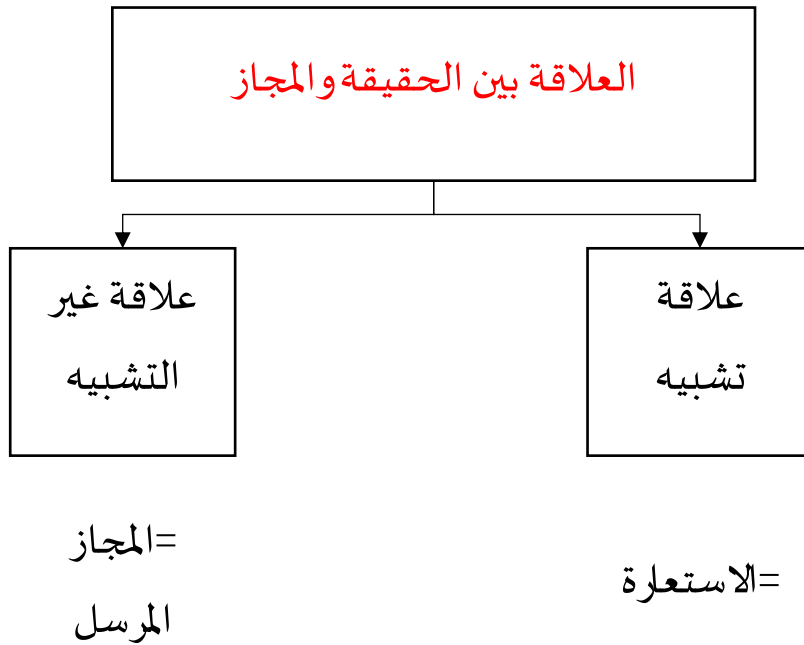 العلاقة بين الحقيقة والمجاز
علاقة
تشبيه
علاقة غير
التشبيه
=الاستعارة
=المجاز
المرسل